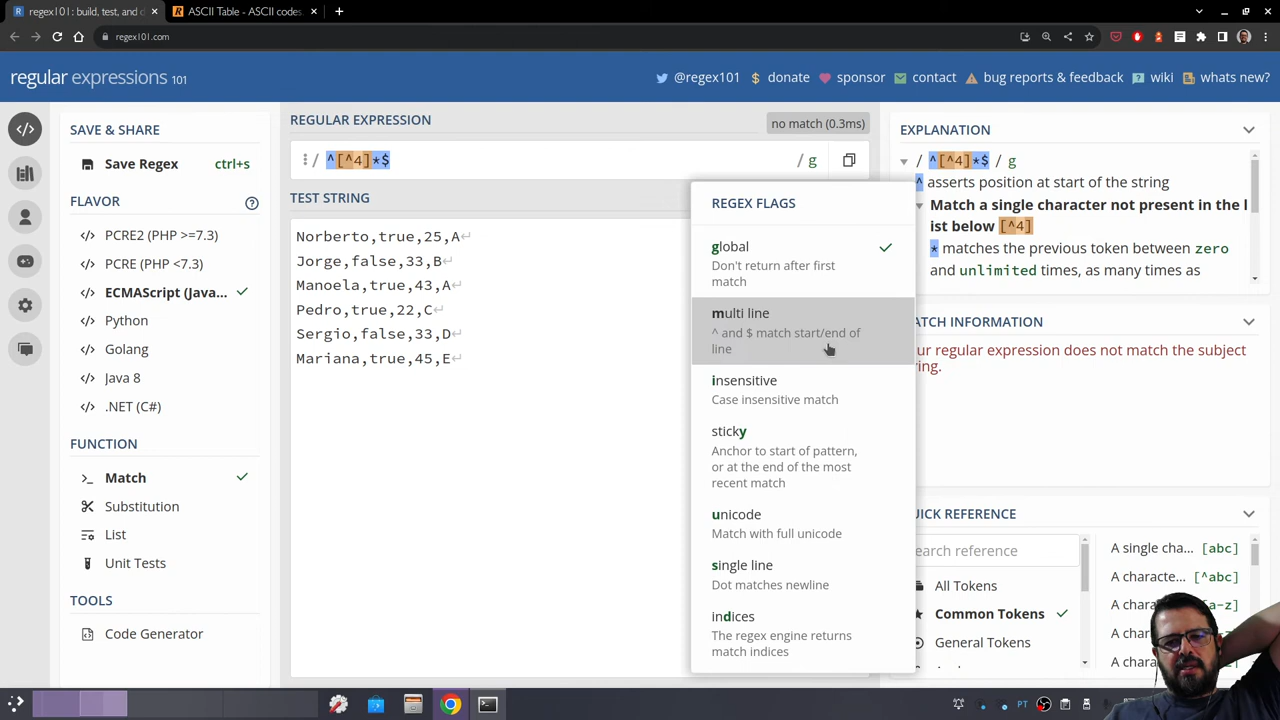 regex101: build, test, and d
ASCII Table - ASCII codes,
regex101.com
regular expressions 101
@regex101
donate
sponsor
contact
bug reports & feedback
wiki
whats new?
SAVE & SHARE
Save Regex
ctrl+s
FLAVOR
PCRE2 (PHP >=7.3)
PCRE (PHP <7.3)
ECMAScript (Java...
Python
Golang
Java 8
.NET (C#)
FUNCTION
Match
Substitution
List
Unit Tests
TOOLS
Code Generator
REGULAR EXPRESSION
no match (0.3ms)
/ ^[^4]*$ / g
TEST STRING
Norberto,true,25,A
Jorge,false,33,B
Manoela,true,43,A
Pedro,true,22,C
Sergio,false,33,D
Mariana,true,45,E
REGEX FLAGS
global
Don't return after first
match
multi line
^ and $ match start/end of
line
insensitive
Case insensitive match
sticky
Anchor to start of pattern,
or at the end of the most
recent match
unicode
Match with full unicode
single line
Dot matches newline
indices
The regex engine returns
match indices
EXPLANATION
/ ^[^4]*$ / g
^ asserts position at start of the string
Match a single character not present in the l
ist below [^4]
* matches the previous token between zero
and unlimited times, as many times as
ATCH INFORMATION
ur regular expression does not match the subject
ring.
UICK REFERENCE
earch reference
All Tokens
Common Tokens
General Tokens
A single cha... [abc]
A characte... [^abc]
A chara [a-z]
A char
A char
PT